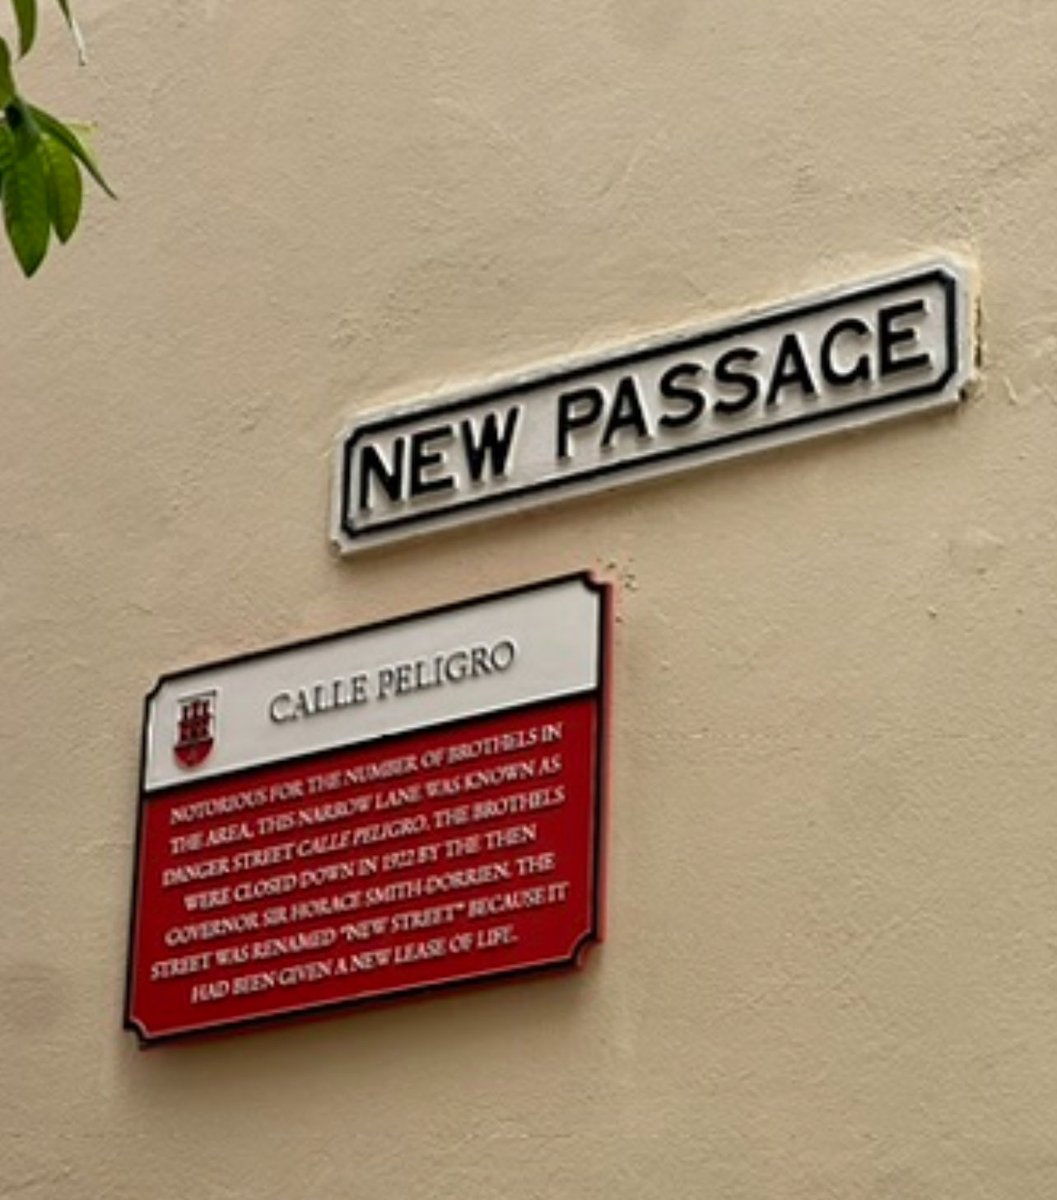 NEW PASSAGE
CALLE PELIGRO
NOTORIOUS FOR THE NUMBER OF BROTHELS IN
THE AREA, THIS NARROW LANE WAS KNOWN AS
DANGER STREET CALLE PELIGRO. THE BROTHELS
WERE CLOSED DOWN IN 1922 BY THE THEN
GOVERNOR SIR HORACE SMITH-DORRIEN. THE
STREET WAS RENAMED "NEW STREET" BECAUSE IT
HAD BEEN GIVEN A NEW LEASE OF LIFE.